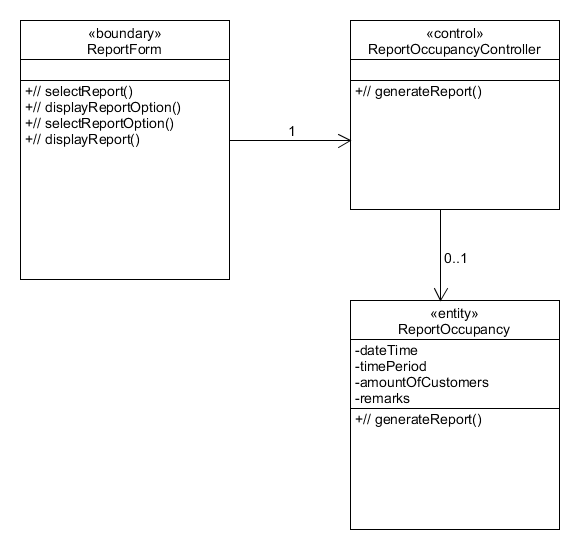 «boundary»
ReportForm
+// selectReport()
+// displayReportOption()
+// selectReportOption()
+// displayReport()
1
«control»
ReportOccupancyController
+// generateReport()
0..1
«entity»
ReportOccupancy
-dateTime
-timePeriod
-amountOfCustomers
-remarks
+// generateReport()